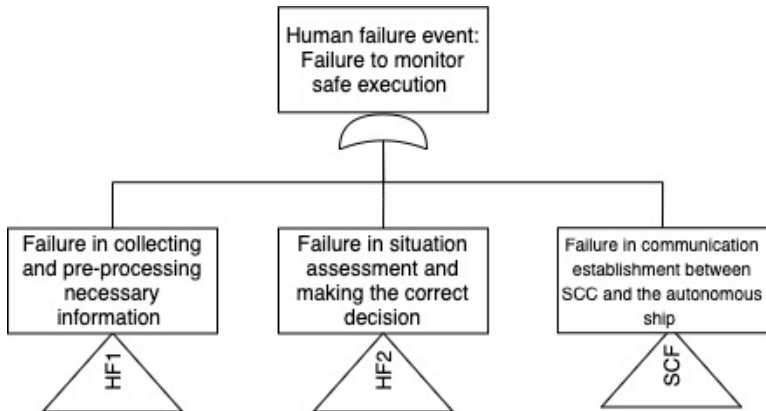 Human failure event:
Failure to monitor
safe execution
Failure in collecting
and pre-processing
necessary
information
Failure in situation
assessment and
making the correct
decision
Failure in communication
establishment between
SCC and the autonomous
ship
HF1
HF2
SCF